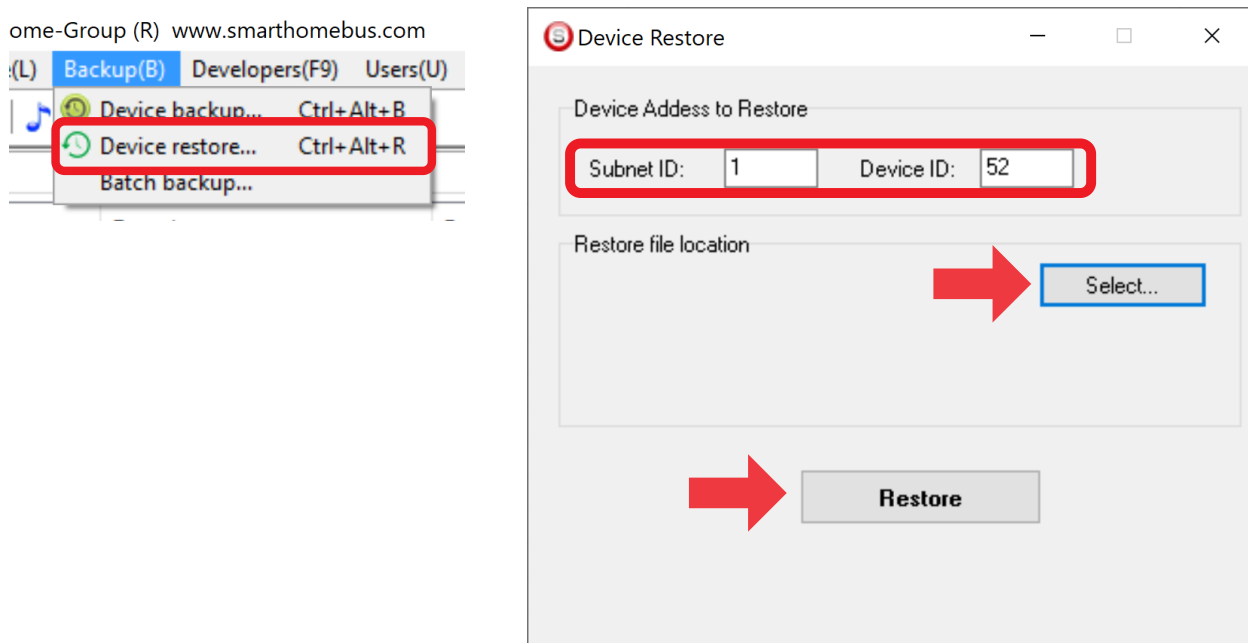 ome-Group (R) www.smarthomebus.com
(L) Backup(B) Developers(F9) Users(U)
Device backup... Ctrl+Alt+B
Device restore... Ctrl+Alt+R
Batch backup...
S Device Restore
Device Addess to Restore
Subnet ID: 1 Device ID: 52
Restore file location
Select...
Restore